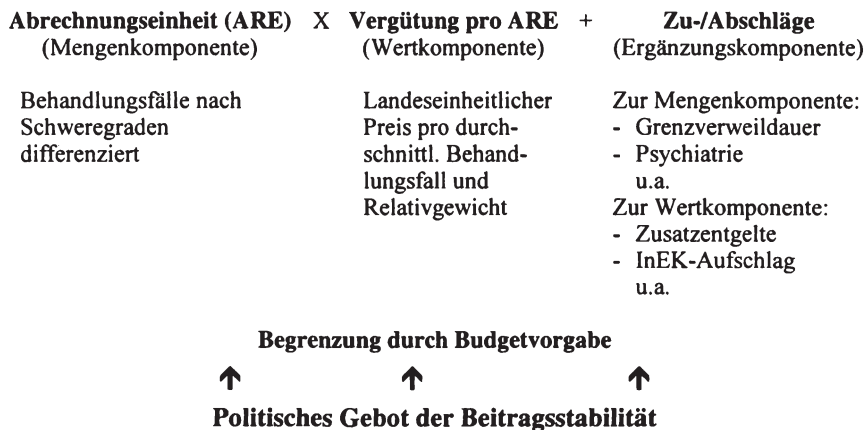 Abrechnungseinheit (ARE) X Vergütung pro ARE + Zu-/Abschläge
(Mengenkomponente) (Wertkomponente) (Ergänzungskomponente)
Behandlungsfälle nach
Schweregraden
differenziert
Landeseinheitlicher
Preis pro durch-
schnittl. Behand-
lungsfall und
Relativgewicht
Zur Mengenkomponente:
- Grenzverweildauer
- Psychiatrie
u.a.
Zur Wertkomponente:
- Zusatzentgelte
- InEK-Aufschlag
u.a.
Begrenzung durch Budgetvorgabe
Politisches Gebot der Beitragsstabilität